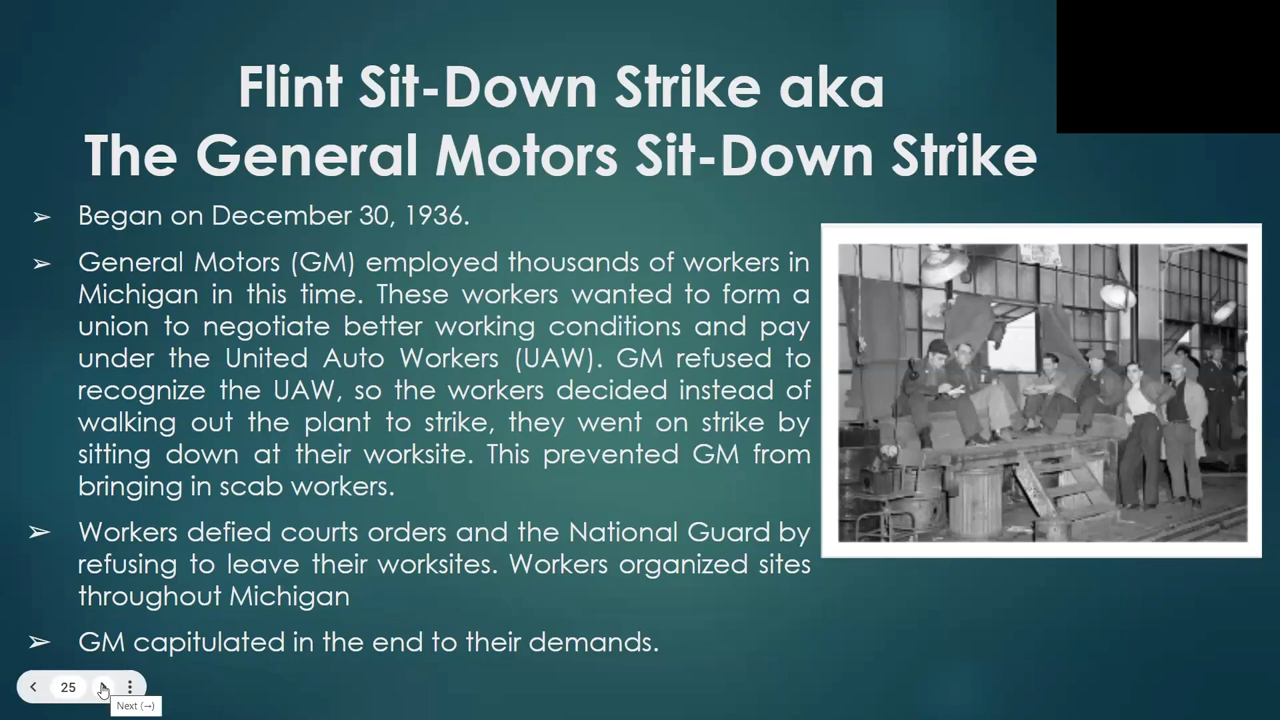 Flint Sit-Down Strike aka
The General Motors Sit-Down Strike
➢ Began on December 30, 1936.
➢ General Motors (GM) employed thousands of workers in
Michigan in this time. These workers wanted to form a
union to negotiate better working conditions and pay
under the United Auto Workers (UAW). GM refused to
recognize the UAW, so the workers decided instead of
walking out the plant to strike, they went on strike by
sitting down at their worksite. This prevented GM from
bringing in scab workers.
➢ Workers defied courts orders and the National Guard by
refusing to leave their worksites. Workers organized sites
throughout Michigan
➢ GM capitulated in the end to their demands.
25
Next (→)